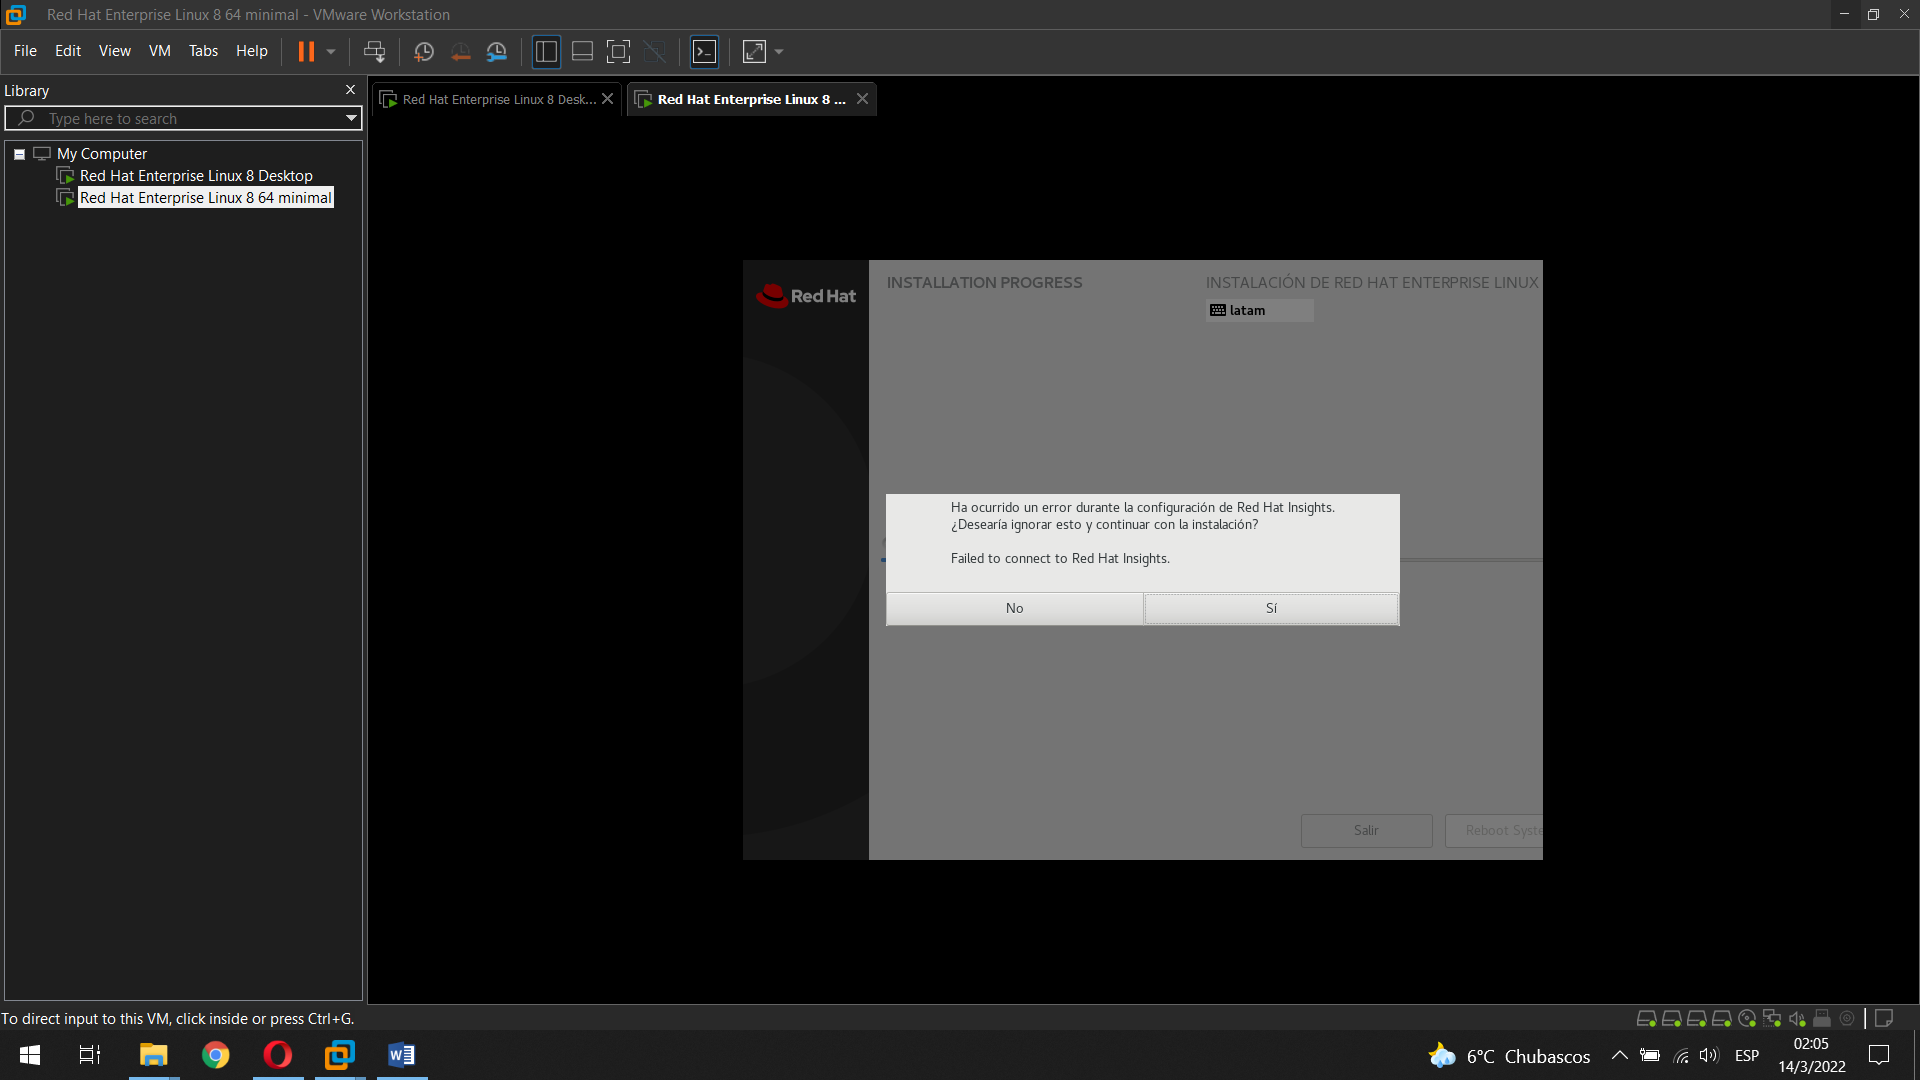 Red Hat Enterprise Linux 8 64 minimal - VMware Workstation
File Edit View VM Tabs Help
Library
Type here to search
My Computer
Red Hat Enterprise Linux 8 Desktop
Red Hat Enterprise Linux 8 64 minimal
Red Hat Enterprise Linux 8 Desk...
Red Hat Enterprise Linux 8 ...
Red Hat
INSTALLATION PROGRESS
INSTALACIÓN DE RED HAT ENTERPRISE LINUX
latam
Ha ocurrido un error durante la configuración de Red Hat Insights.
¿Desearía ignorar esto y continuar con la instalación?
Failed to connect to Red Hat Insights.
No
Sí
Salir
Reboot Syste
To direct input to this VM, click inside or press Ctrl+G.
6°C Chubascos
ESP
02:05
14/3/2022